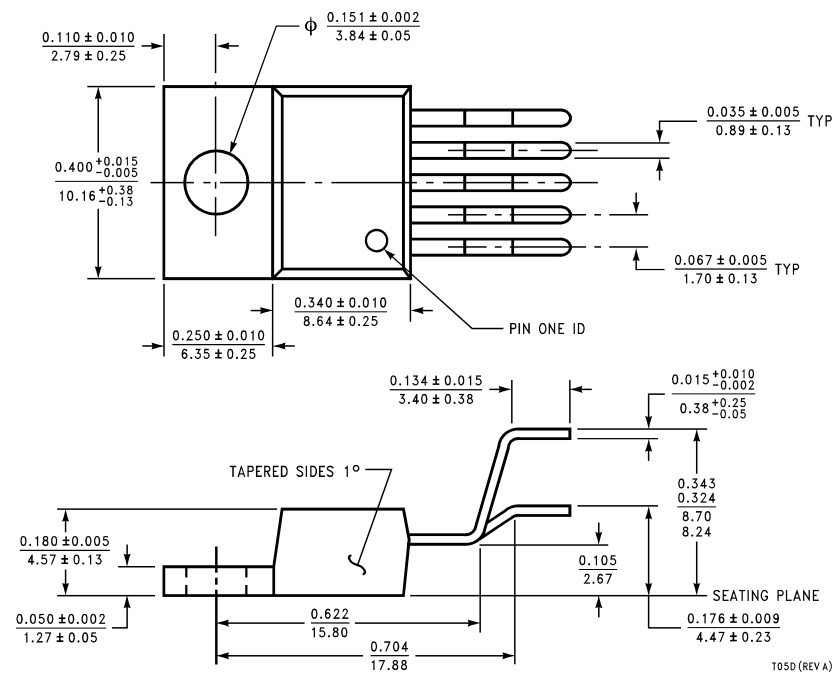 ϕ 0.151 ± 0.002
3.84 ± 0.05
0.110 ± 0.010
2.79 ± 0.25
0.035 ± 0.005 TYP
0.89 ± 0.13
0.400 +0.015
-0.005
10.16 +0.38
-0.13
0.067 ± 0.005 TYP
1.70 ± 0.13
0.340 ± 0.010
8.64 ± 0.25
PIN ONE ID
0.250 ± 0.010
6.35 ± 0.25
0.134 ± 0.015
3.40 ± 0.38
0.015 +0.010
-0.002
0.38 +0.25
-0.05
TAPERED SIDES 1°
0.343
0.324
8.70
8.24
0.180 ± 0.005
4.57 ± 0.13
0.105
2.67
SEATING PLANE
0.050 ± 0.002
1.27 ± 0.05
0.622
15.80
0.176 ± 0.009
4.47 ± 0.23
0.704
17.88
T05D (REV A)